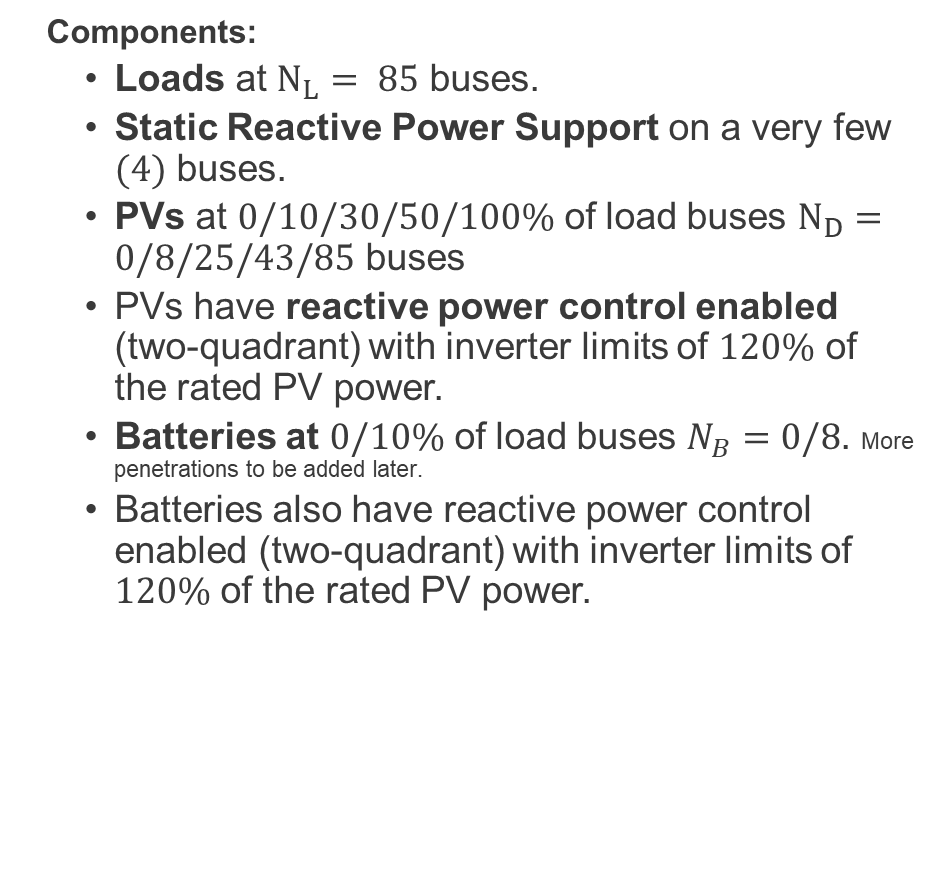 Components:
• Loads at N_L = 85 buses.
• Static Reactive Power Support on a very few
(4) buses.
• PVs at 0/10/30/50/100% of load buses N_D =
0/8/25/43/85 buses
• PVs have reactive power control enabled
(two-quadrant) with inverter limits of 120% of
the rated PV power.
• Batteries at 0/10% of load buses N_B = 0/8. More
penetrations to be added later.
• Batteries also have reactive power control
enabled (two-quadrant) with inverter limits of
120% of the rated PV power.